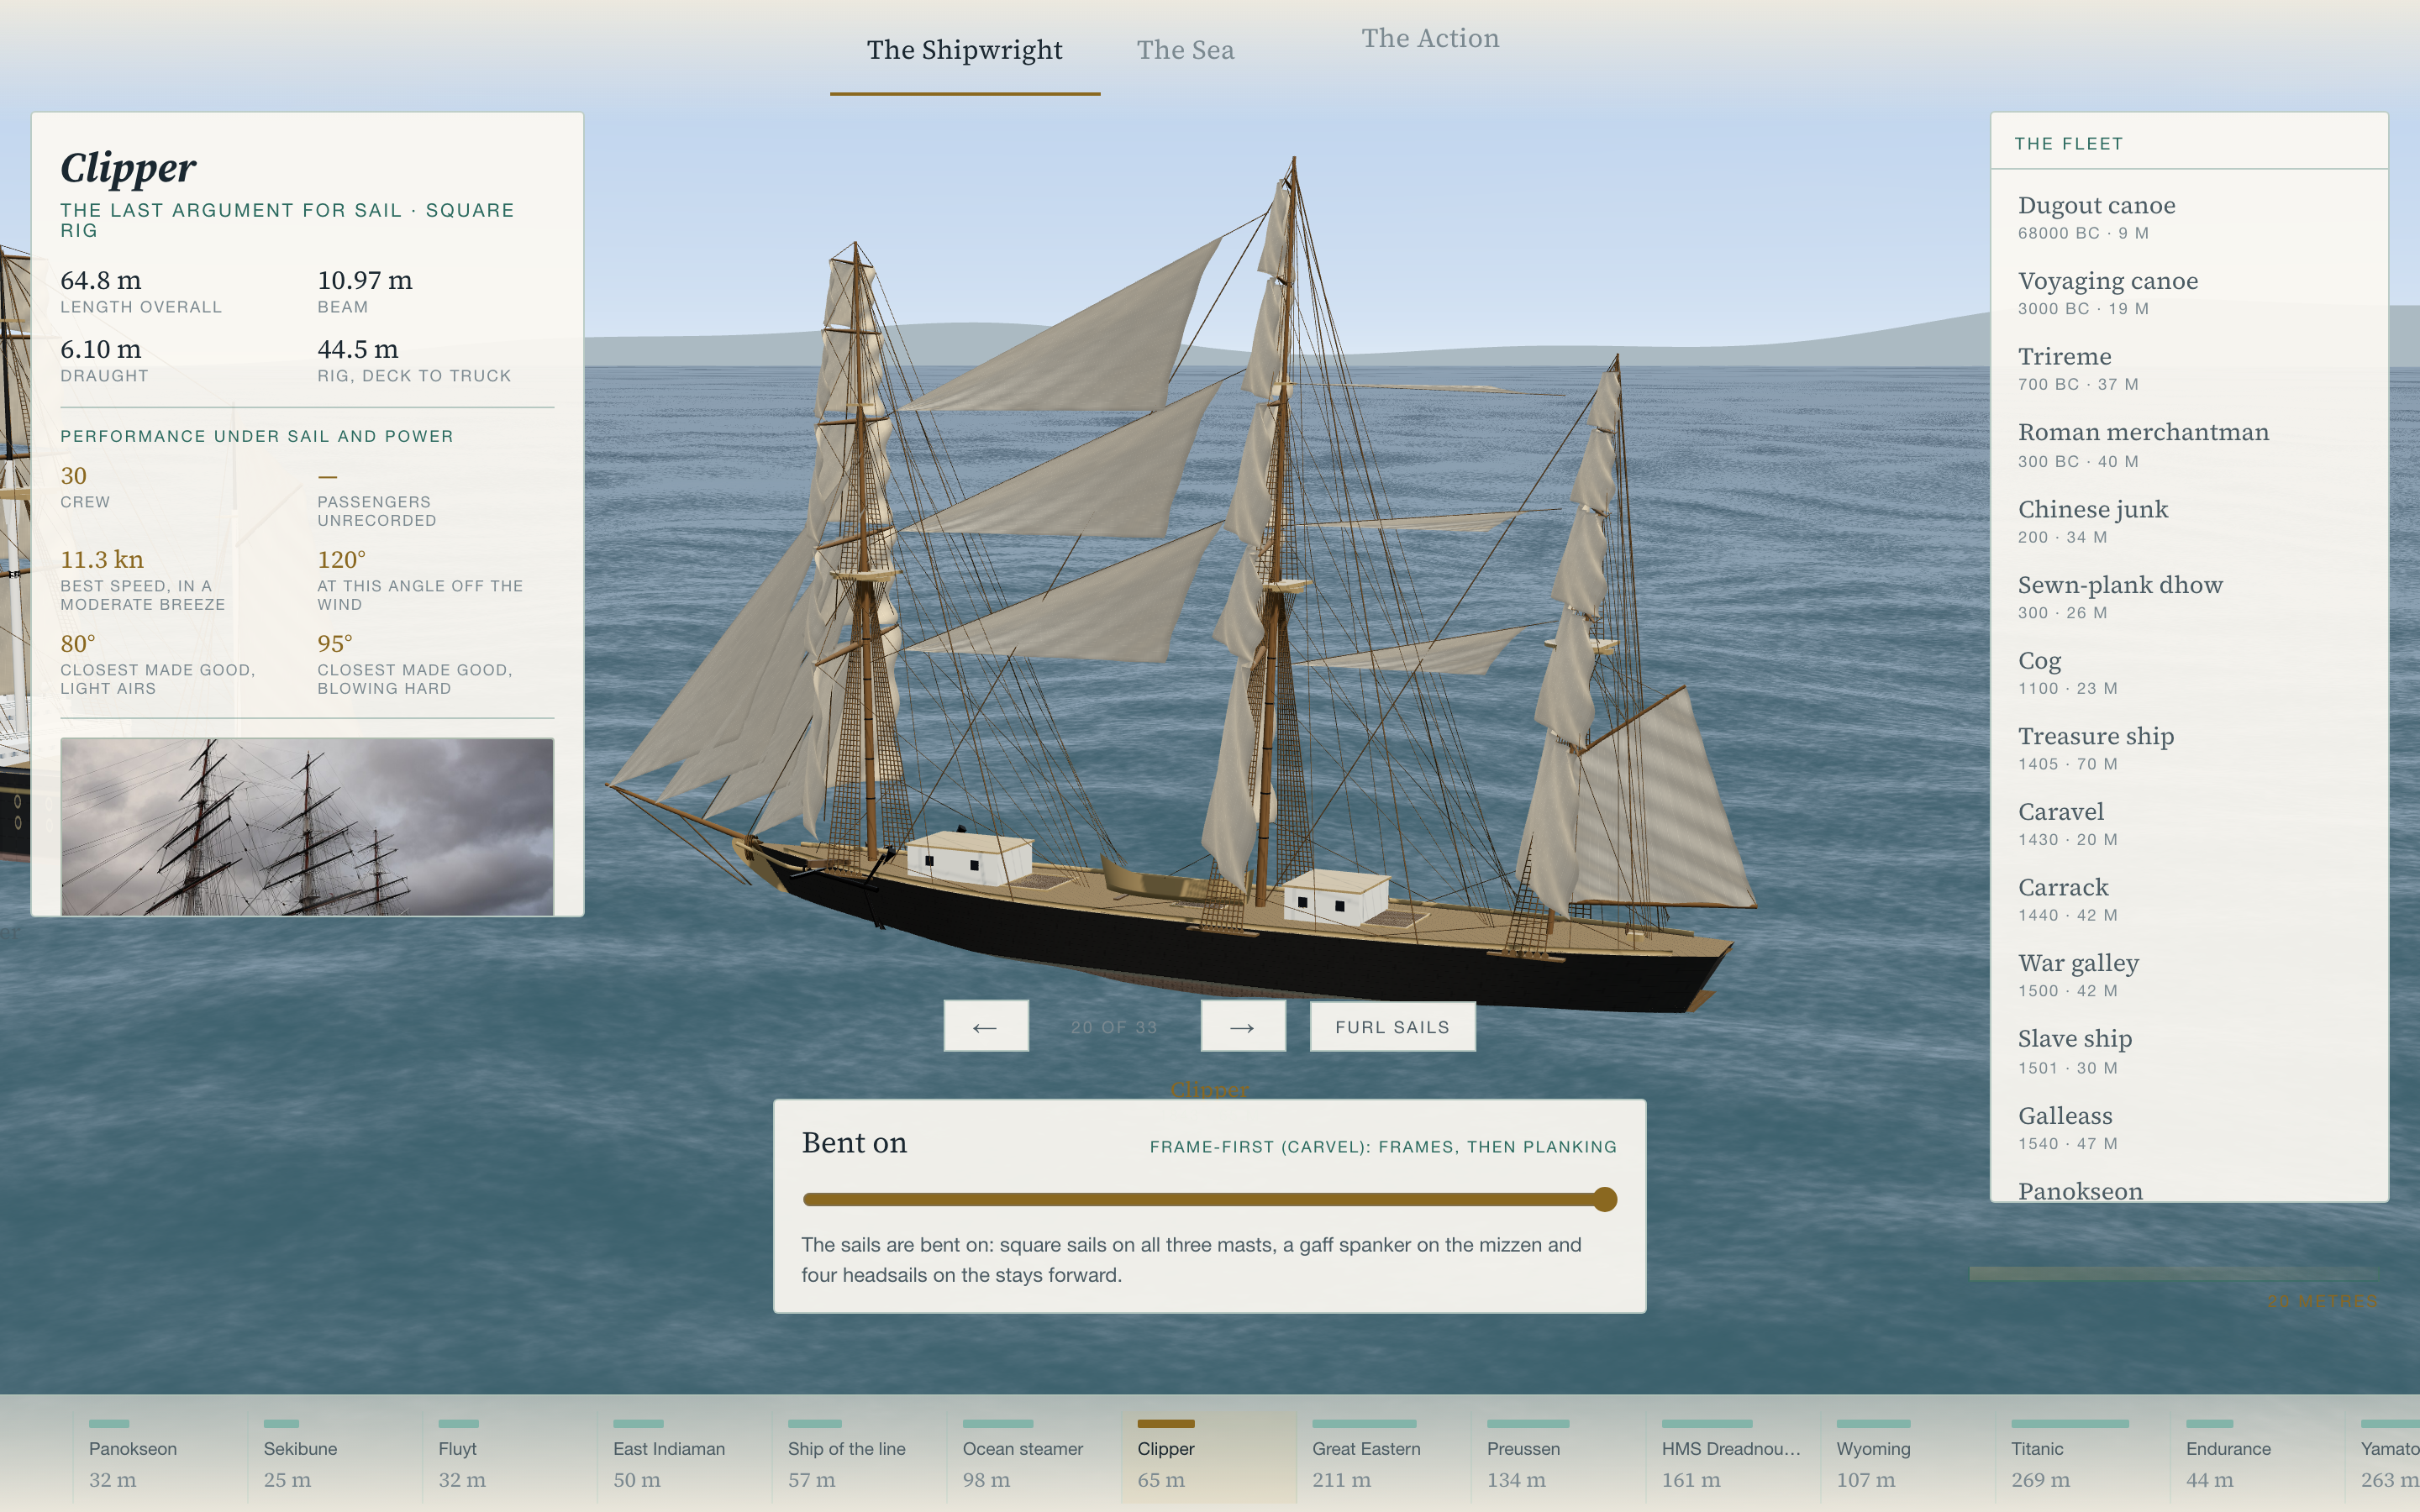 The Shipwright
The Sea
The Action
Clipper
THE LAST ARGUMENT FOR SAIL · SQUARE
RIG
64.8 m
LENGTH OVERALL
10.97 m
BEAM
6.10 m
DRAUGHT
44.5 m
RIG, DECK TO TRUCK
PERFORMANCE UNDER SAIL AND POWER
30
CREW
—
PASSENGERS
UNRECORDED
11.3 kn
BEST SPEED, IN A
MODERATE BREEZE
120°
AT THIS ANGLE OFF THE
WIND
80°
CLOSEST MADE GOOD,
LIGHT AIRS
95°
CLOSEST MADE GOOD,
BLOWING HARD
THE FLEET
Dugout canoe
68000 BC · 9 M
Voyaging canoe
3000 BC · 19 M
Trireme
700 BC · 37 M
Roman merchantman
300 BC · 40 M
Chinese junk
200 · 34 M
Sewn-plank dhow
300 · 26 M
Cog
1100 · 23 M
Treasure ship
1405 · 70 M
Caravel
1430 · 20 M
Carrack
1440 · 42 M
War galley
1500 · 42 M
Slave ship
1501 · 30 M
Galleass
1540 · 47 M
Panokseon
←
20 OF 33
→
FURL SAILS
Clipper
Bent on
FRAME-FIRST (CARVEL): FRAMES, THEN PLANKING
The sails are bent on: square sails on all three masts, a gaff spanker on the mizzen and
four headsails on the stays forward.
20 METRES
Panokseon
32 m
Sekibune
25 m
Fluyt
32 m
East Indiaman
50 m
Ship of the line
57 m
Ocean steamer
98 m
Clipper
65 m
Great Eastern
211 m
Preussen
134 m
HMS Dreadnou…
161 m
Wyoming
107 m
Titanic
269 m
Endurance
44 m
Yamato
263 m